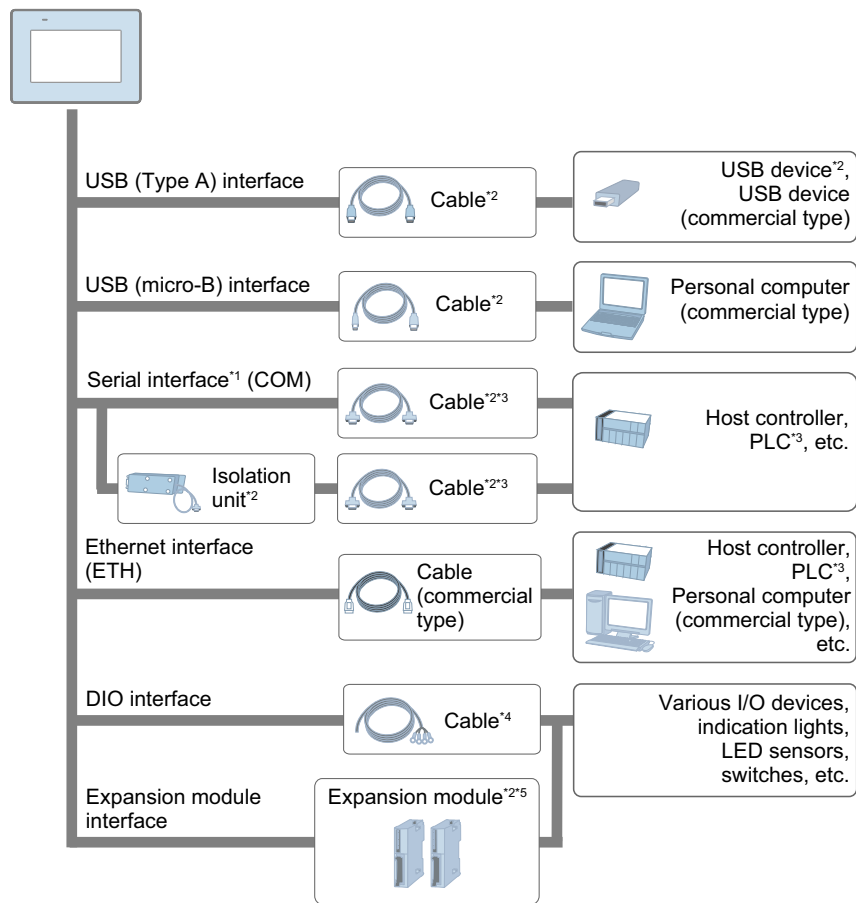 USB (Type A) interface
Cable*2
USB device*2,
USB device
(commercial type)
USB (micro-B) interface
Cable*2
Personal computer
(commercial type)
Serial interface*1 (COM)
Cable*2*3
Host controller,
PLC*3, etc.
Isolation
unit*2
Cable*2*3
Ethernet interface
(ETH)
Cable
(commercial
type)
Host controller,
PLC*3,
Personal computer
(commercial type),
etc.
DIO interface
Cable*4
Various I/O devices,
indication lights,
LED sensors,
switches, etc.
Expansion module
interface
Expansion module*2*5